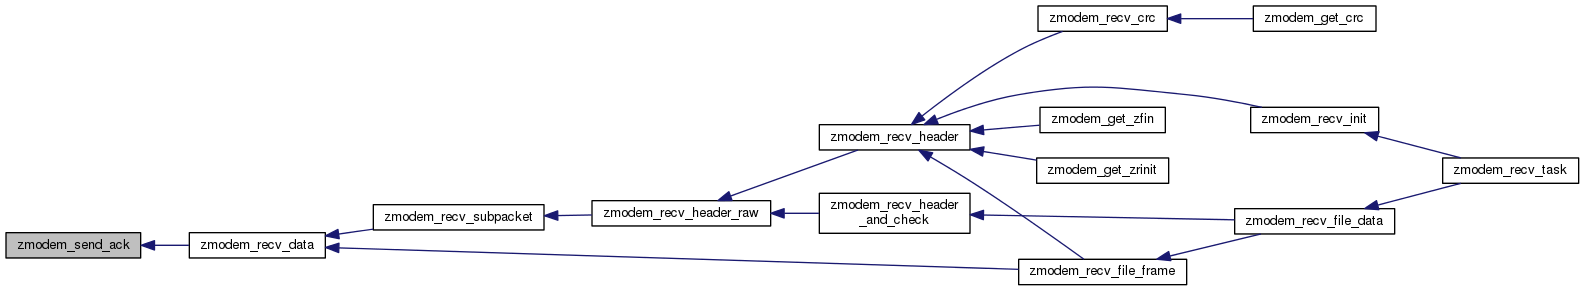 zmodem_send_ack
zmodem_recv_data
zmodem_recv_subpacket
zmodem_recv_header_raw
zmodem_recv_header
zmodem_recv_header
_and_check
zmodem_recv_crc
zmodem_get_crc
zmodem_get_zfin
zmodem_get_zrinit
zmodem_recv_init
zmodem_recv_file_data
zmodem_recv_file_frame
zmodem_recv_task